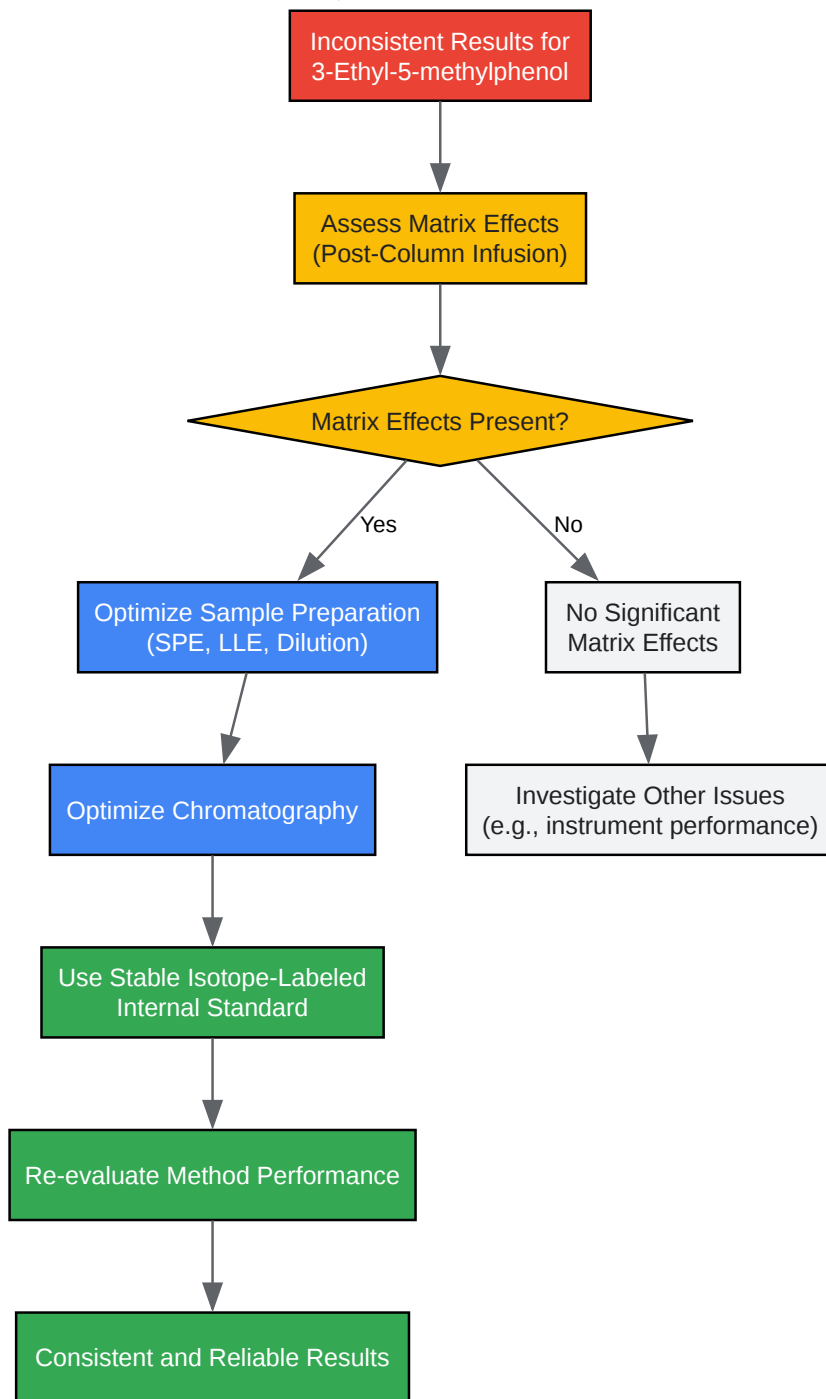 Inconsistent Results for
3-Ethyl-5-methylphenol
Assess Matrix Effects
(Post-Column Infusion)
Matrix Effects Present?
Yes
No
Optimize Sample Preparation
(SPE, LLE, Dilution)
No Significant
Matrix Effects
Optimize Chromatography
Investigate Other Issues
(e.g., instrument performance)
Use Stable Isotope-Labeled
Internal Standard
Re-evaluate Method Performance
Consistent and Reliable Results